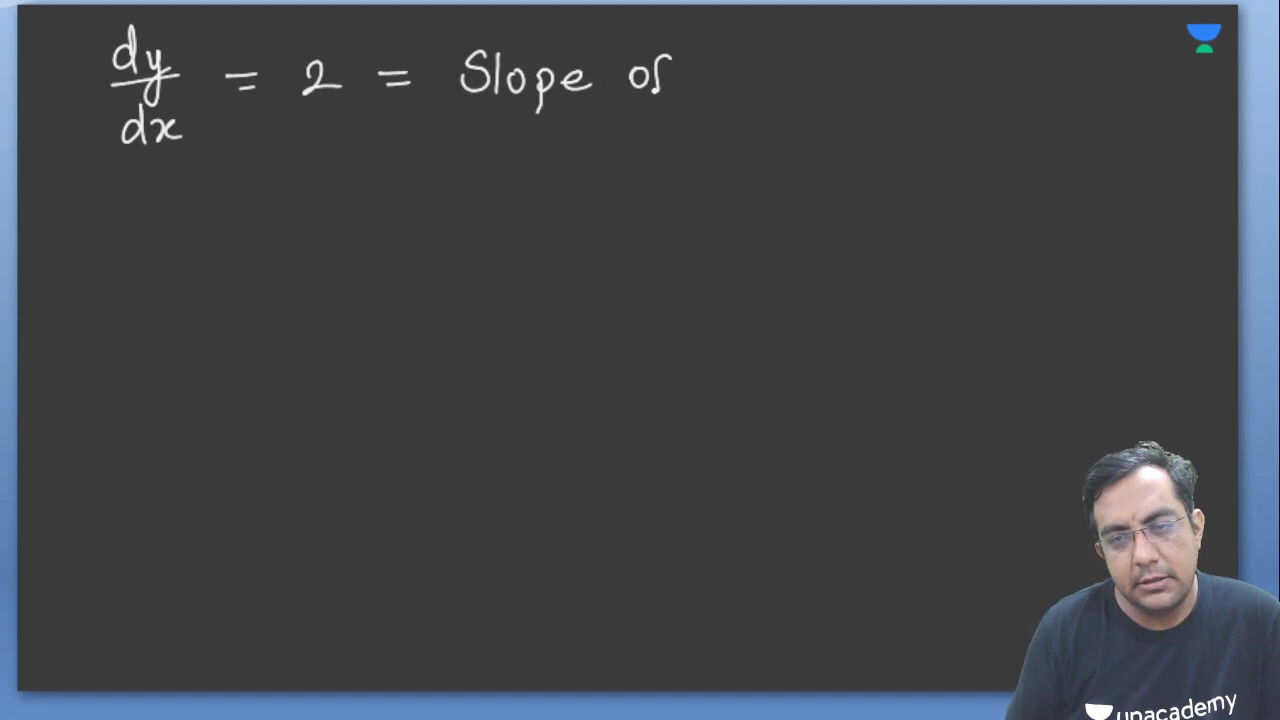 dy/dx = 2 = Slope of
unacademy